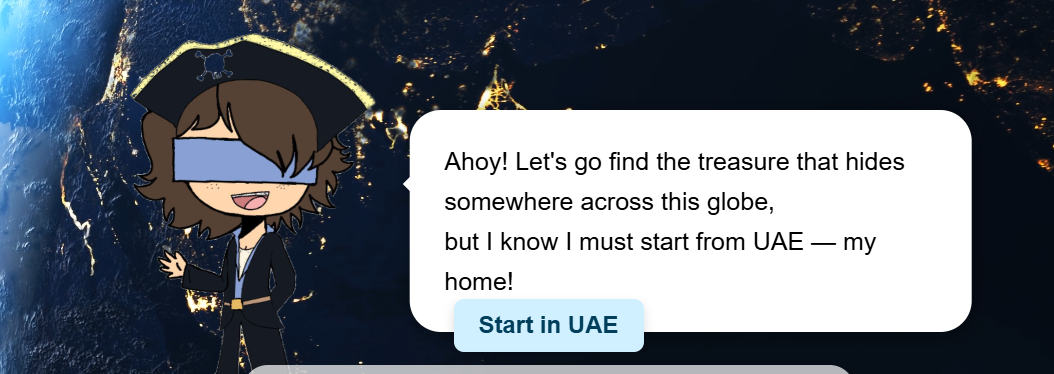 Ahoy! Let's go find the treasure that hides
somewhere across this globe,
but I know I must start from UAE — my
home!
Start in UAE